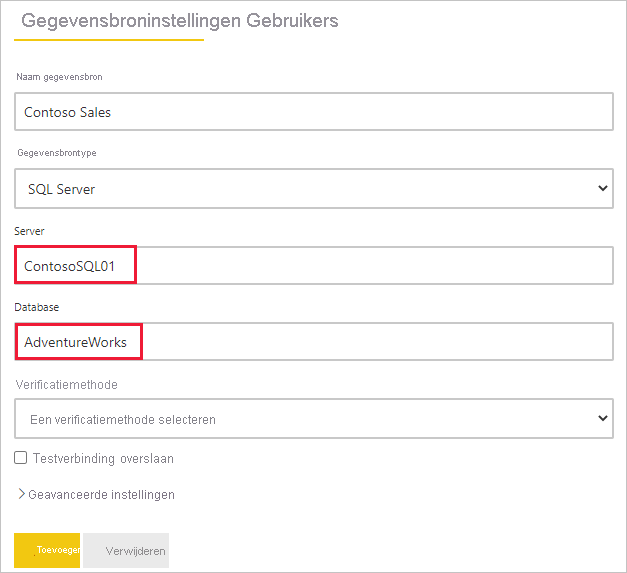 Gegevensbroninstellingen Gebruikers
Naam gegevensbron
Contoso Sales
Gegevensbrontype
SQL Server
Server
ContosoSQL01
Database
AdventureWorks
Verificatiemethode
Een verificatiemethode selecteren
Testverbinding overslaan
Geavanceerde instellingen
Toevoegen Verwijderen